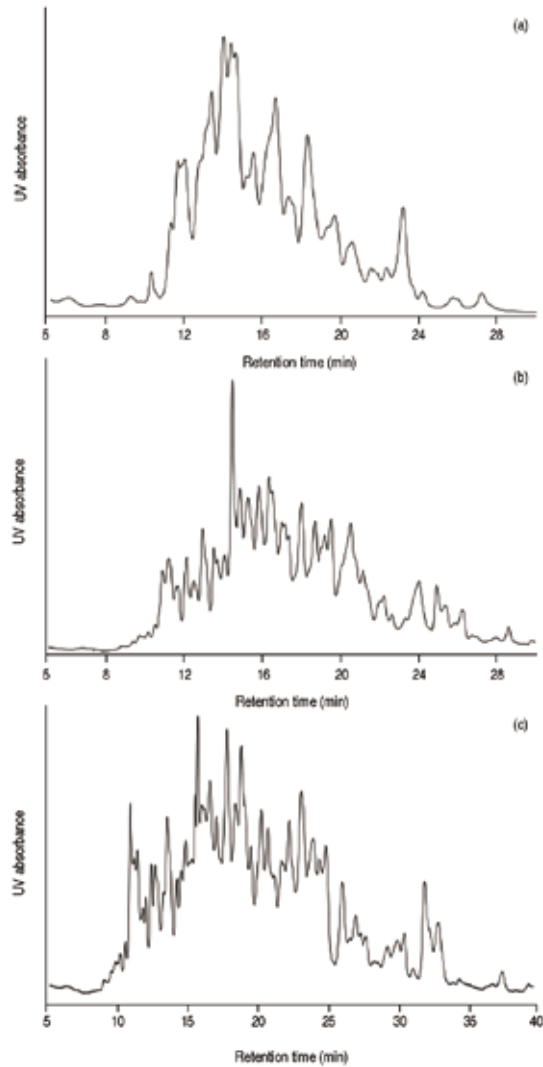 (a)
UV absorbance
5 8 12 16 20 24 28
Retention time (min)
(b)
UV absorbance
5 8 12 16 20 24 28
Retention time (min)
(c)
UV absorbance
5 10 15 20 25 30 35 40
Retention time (min)